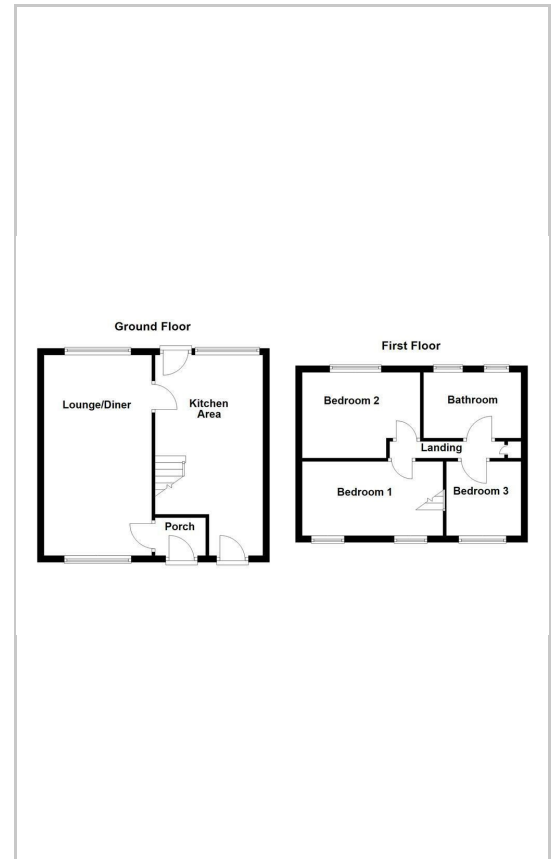 Ground Floor
Lounge/Diner
Kitchen
Area
Porch
First Floor
Bedroom 2
Bathroom
Landing
Bedroom 1
Bedroom 3